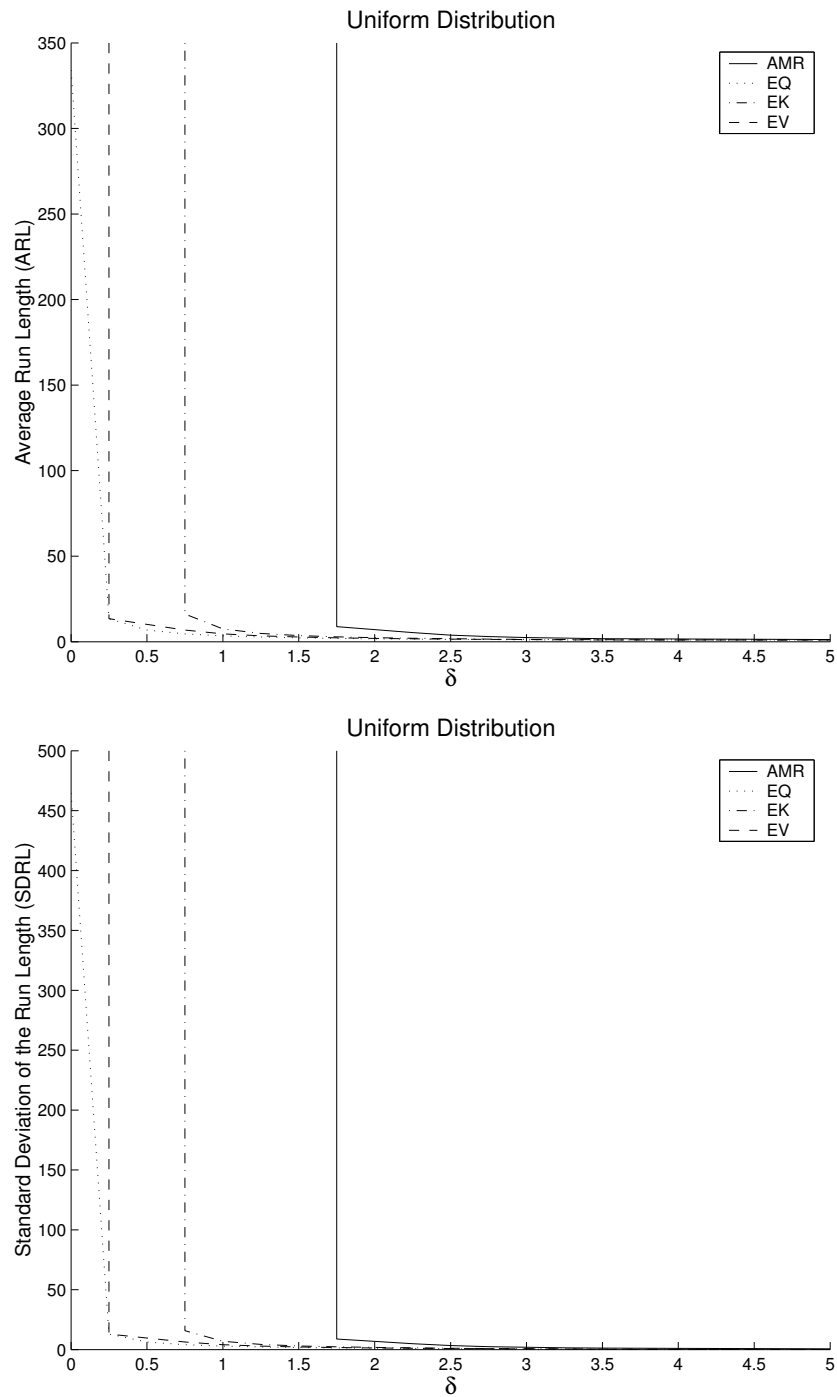 Uniform Distribution
350
300
250
200
150
100
50
0
Average Run Length (ARL)
AMR
EQ
EK
EV
0 0.5 1 1.5 2 2.5 3 3.5 4 4.5 5
δ
Uniform Distribution
500
450
400
350
300
250
200
150
100
50
0
Standard Deviation of the Run Length (SDRL)
AMR
EQ
EK
EV
0 0.5 1 1.5 2 2.5 3 3.5 4 4.5 5
δ